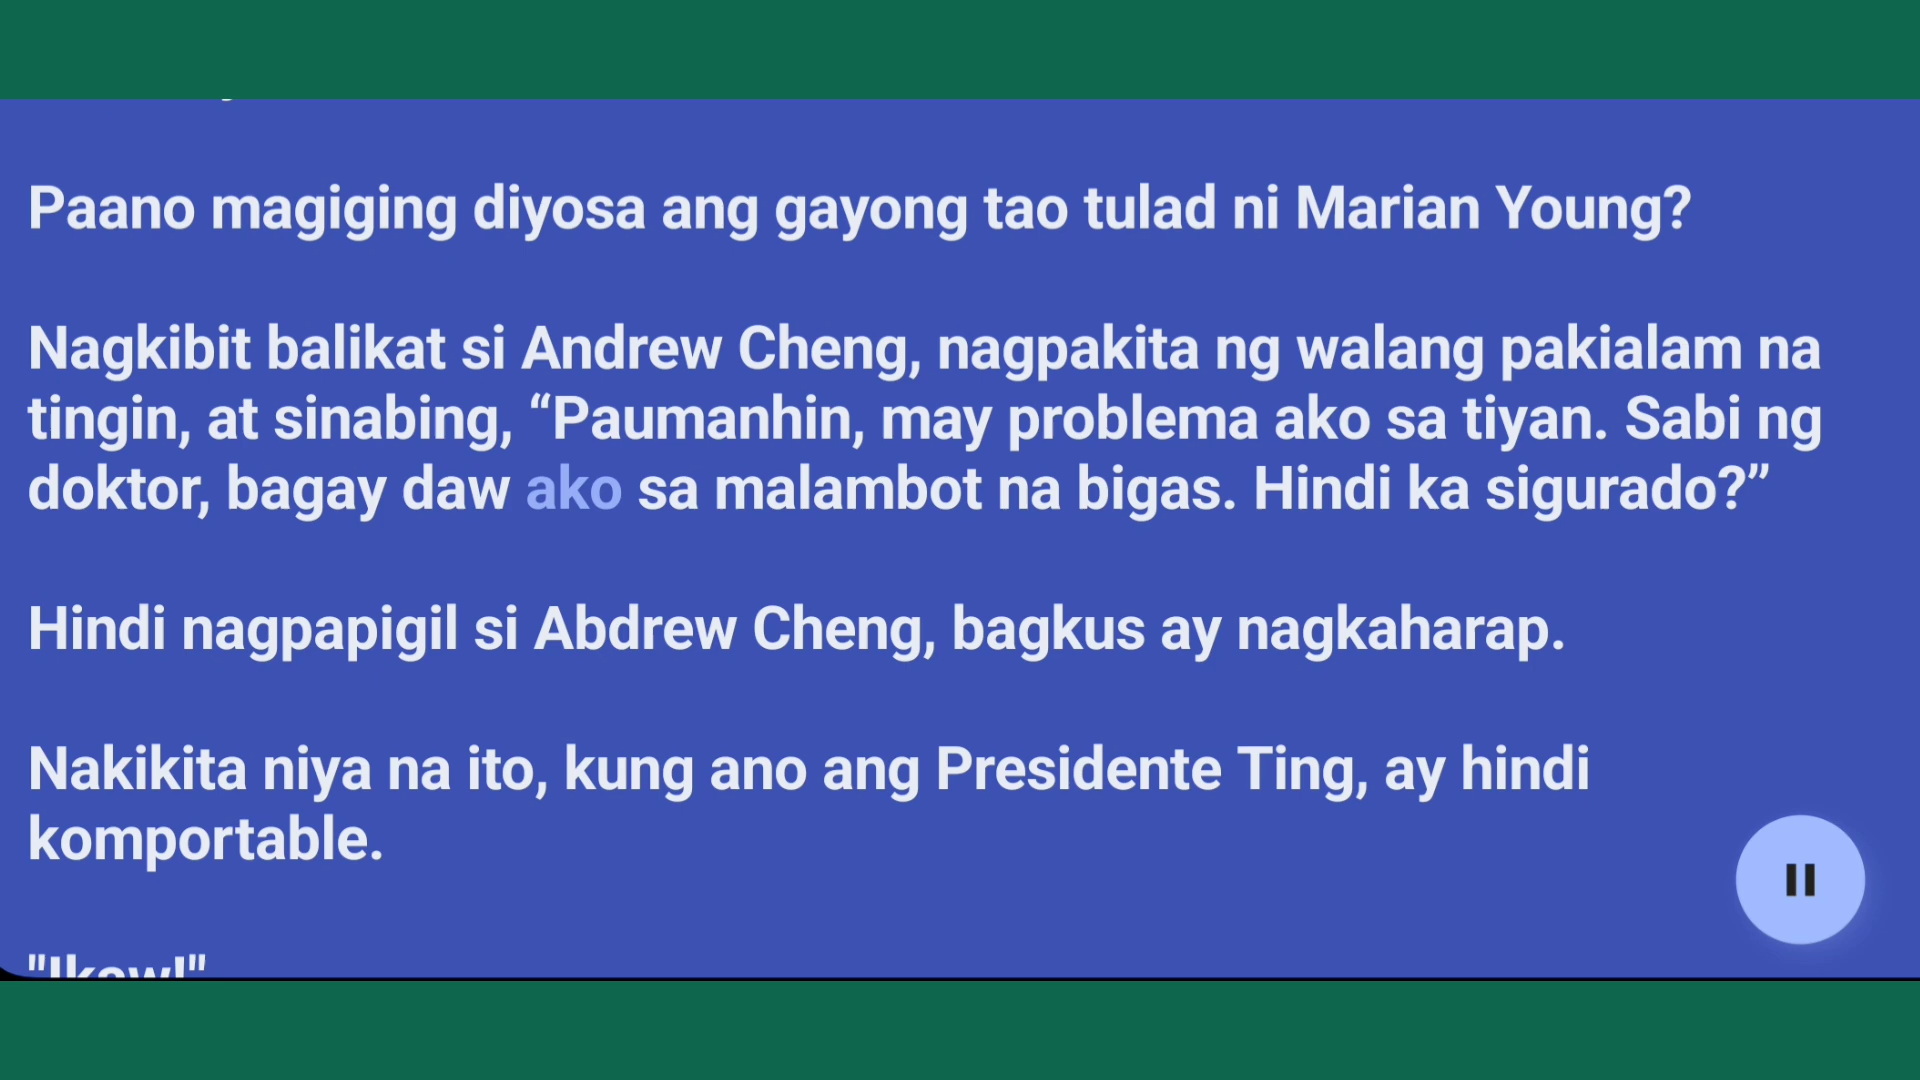 Paano magiging diyosa ang gayong tao tulad ni Marian Young?
Nagkibit balikat si Andrew Cheng, nagpakita ng walang pakialam na
tingin, at sinabing, “Paumanhin, may problema ako sa tiyan. Sabi ng
doktor, bagay daw ako sa malambot na bigas. Hindi ka sigurado?”
Hindi nagpapigil si Abdrew Cheng, bagkus ay nagkaharap.
Nakikita niya na ito, kung ano ang Presidente Ting, ay hindi
komportable.
"Ikaw!"